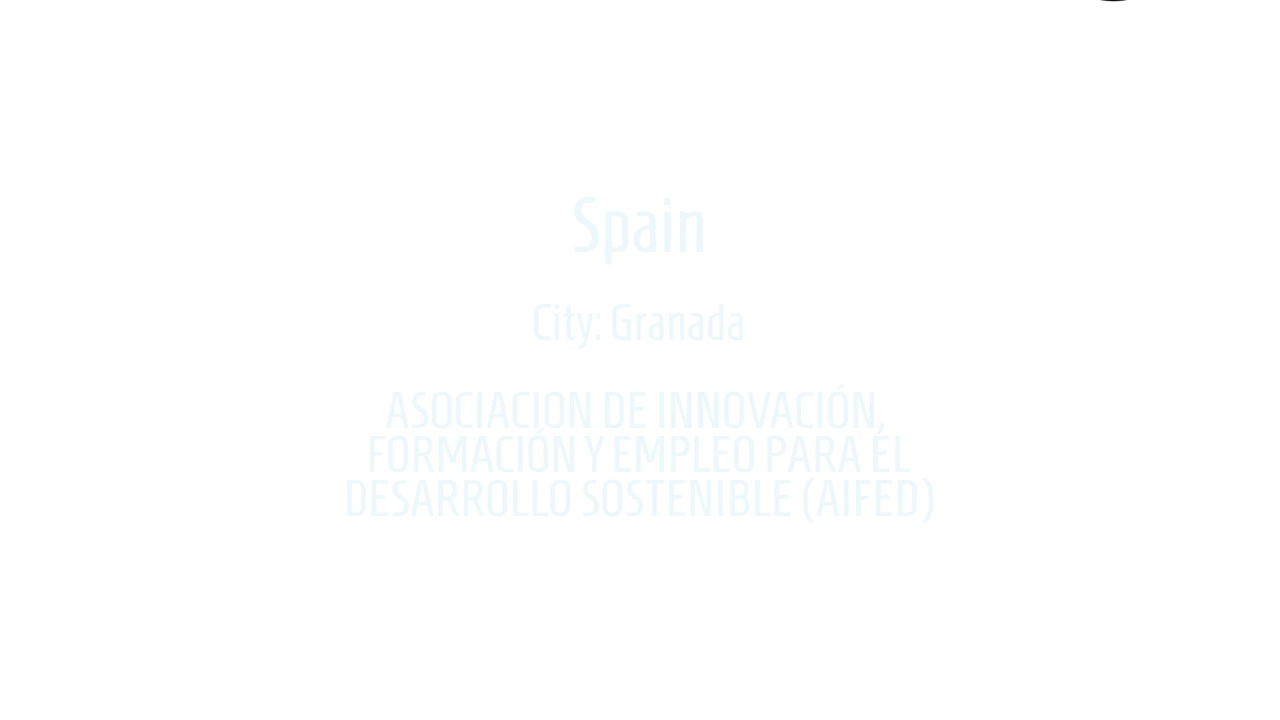 Spain
City: Granada
ASOCIACION DE INNOVACIÓN,
FORMACIÓN Y EMPLEO PARA EL
DESARROLLO SOSTENIBLE (AIFED)